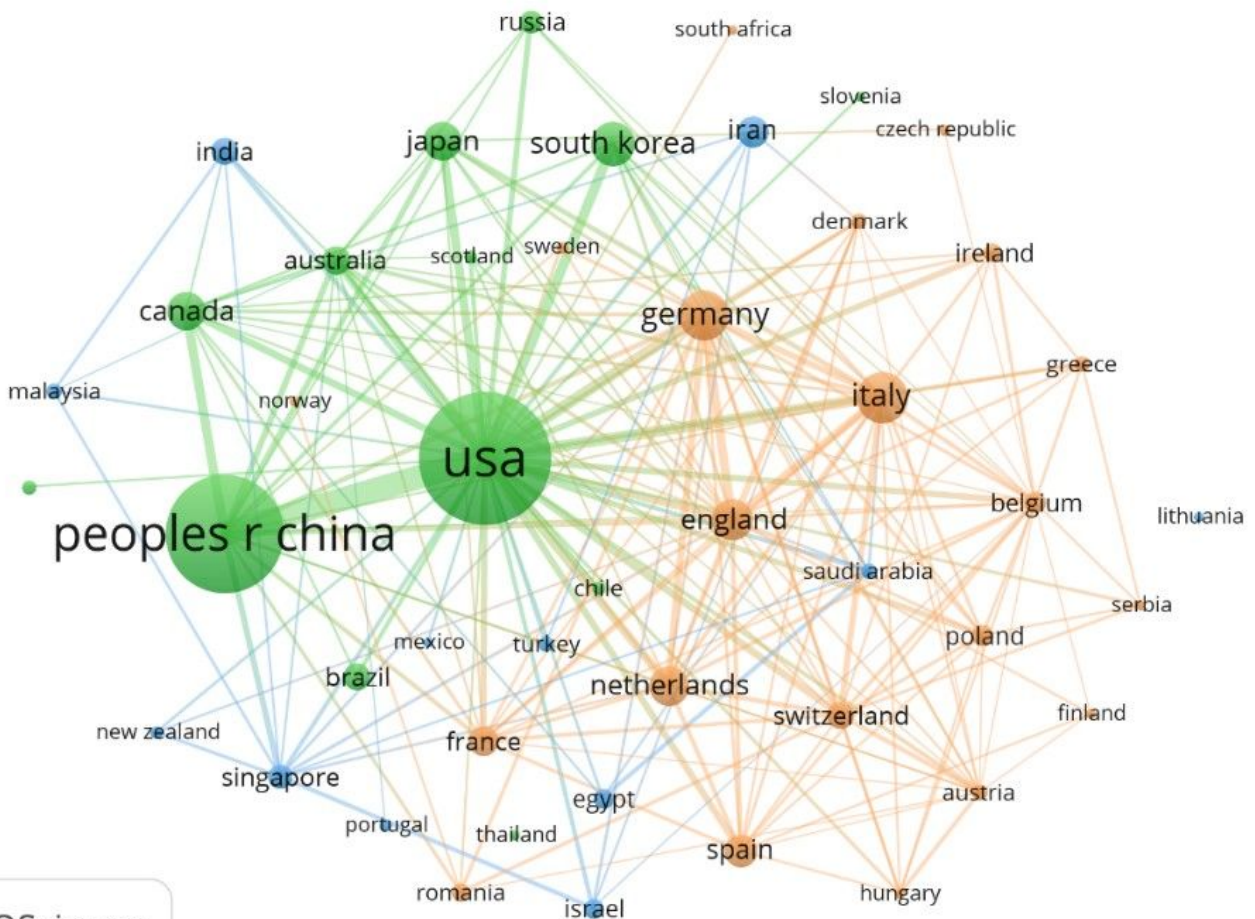 russia
south africa
slovenia
czech republic
iran
south korea
japan
india
denmark
ireland
sweden
scotland
australia
canada
germany
greece
italy
malaysia
norway
usa
belgium
lithuania
england
peoples r china
saudi arabia
chile
serbia
poland
mexico
turkey
brazil
netherlands
finland
switzerland
new zealand
france
singapore
austria
egypt
portugal
thailand
spain
romania
hungary
israel